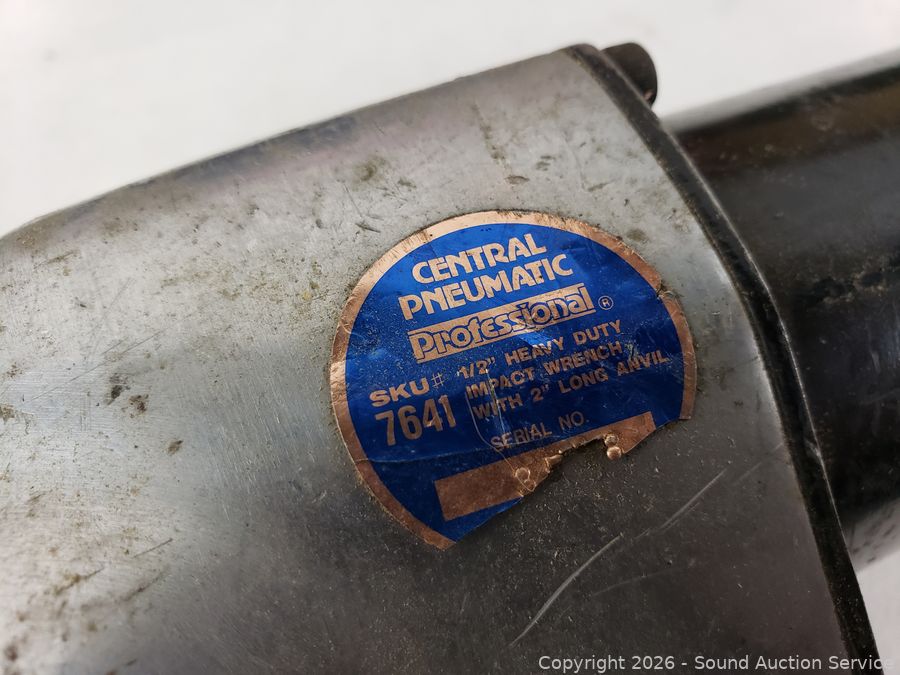 CENTRAL
PNEUMATIC
Professional ®
SKU# 7641
1/2" HEAVY DUTY
IMPACT WRENCH
WITH 2" LONG ANVIL
SERIAL NO.
Copyright 2026 - Sound Auction Service